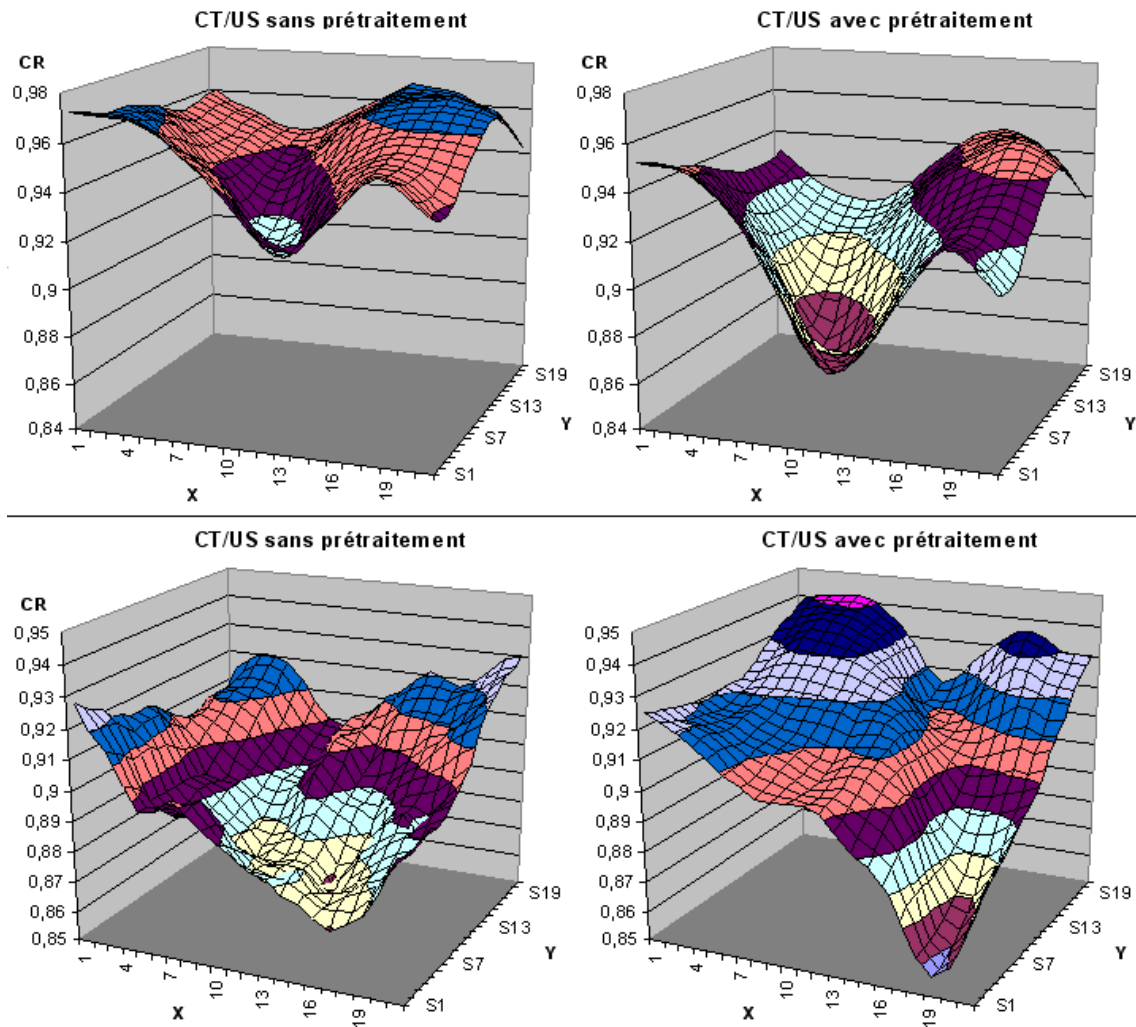 CT/US sans prétraitement
CR
0,98
0,96
0,94
0,92
0,9
0,88
0,86
0,84
1 4 7 10 13 16 19
X
S1 S7 S13 S19
Y
CT/US avec prétraitement
CR
0,98
0,96
0,94
0,92
0,9
0,88
0,86
0,84
1 4 7 10 13 16 19
X
S1 S7 S13 S19
Y
CT/US sans prétraitement
CR
0,95
0,94
0,93
0,92
0,91
0,9
0,89
0,88
0,87
0,86
0,85
1 4 7 10 13 16 19
X
S1 S7 S13 S19
Y
CT/US avec prétraitement
CR
0,95
0,94
0,93
0,92
0,91
0,9
0,89
0,88
0,87
0,86
0,85
1 4 7 10 13 16 19
X
S1 S7 S13 S19
Y